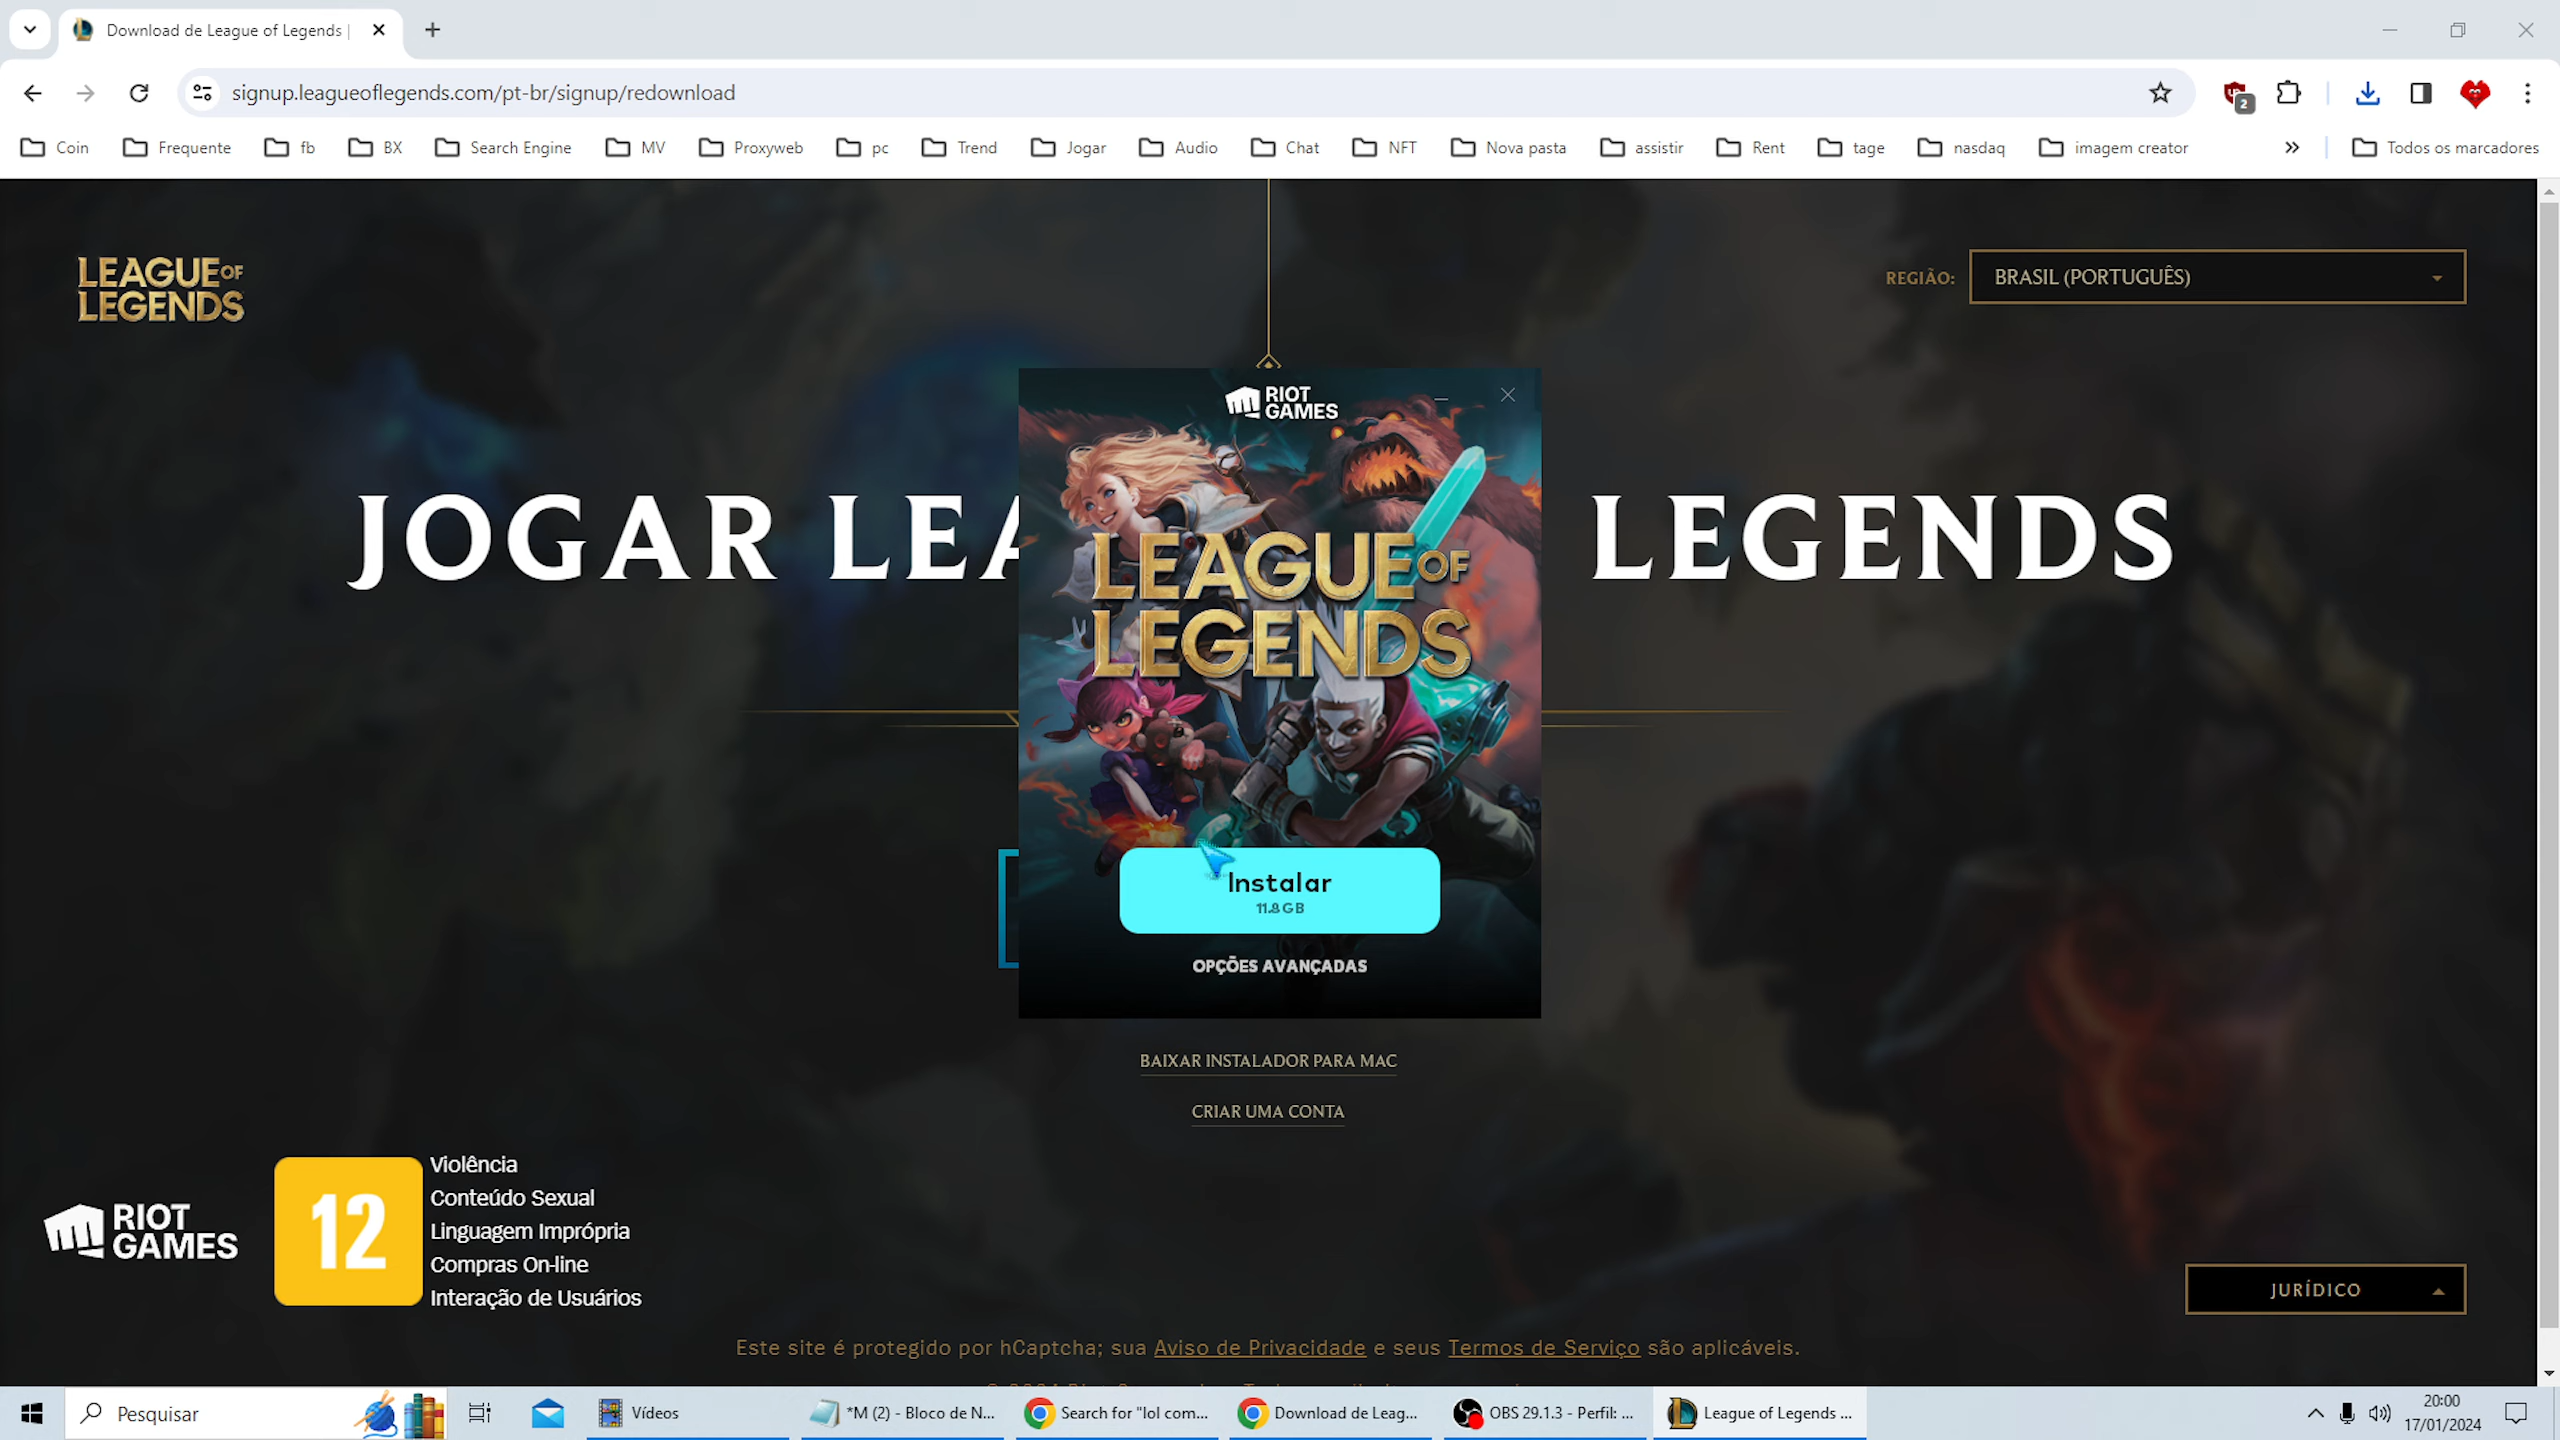 Download de League of Legends |
signup.leagueoflegends.com/pt-br/signup/redownload
2
Coin
Frequente
fb
BX
Search Engine
MV
Proxyweb
pc
Trend
Jogar
Audio
Chat
NFT
Nova pasta
assistir
Rent
tage
nasdaq
imagem creator
Todos os marcadores
LEAGUE OF
LEGENDS
REGIÃO:
BRASIL (PORTUGUÊS)
RIOT
GAMES
JOGAR LEA LEGENDS
LEAGUE OF
LEGENDS
Instalar
11.8GB
OPÇÕES AVANÇADAS
BAIXAR INSTALADOR PARA MAC
CRIAR UMA CONTA
RIOT
GAMES
12
Violência
Conteúdo Sexual
Linguagem Imprópria
Compras On-line
Interação de Usuários
JURÍDICO
Este site é protegido por hCaptcha; sua Aviso de Privacidade e seus Termos de Serviço são aplicáveis.
Pesquisar
Vídeos
*M (2) - Bloco de N...
Search for "lol com...
Download de Leag...
OBS 29.1.3 - Perfil: ...
League of Legends ...
20:00
17/01/2024